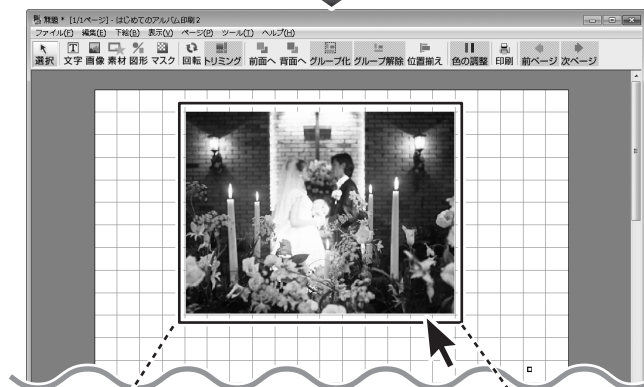 無題 * [1/1ページ] - はじめてのアルバム印刷2
ファイル(F) 編集(E) 下絵(B) 表示(V) ページ(P) ツール(T) ヘルプ(H)
選択 文字 画像 素材 図形 マスク 回転 トリミング 前面へ 背面へ グループ化 グループ解除 位置揃え 色の調整 印刷 前ページ 次ページ